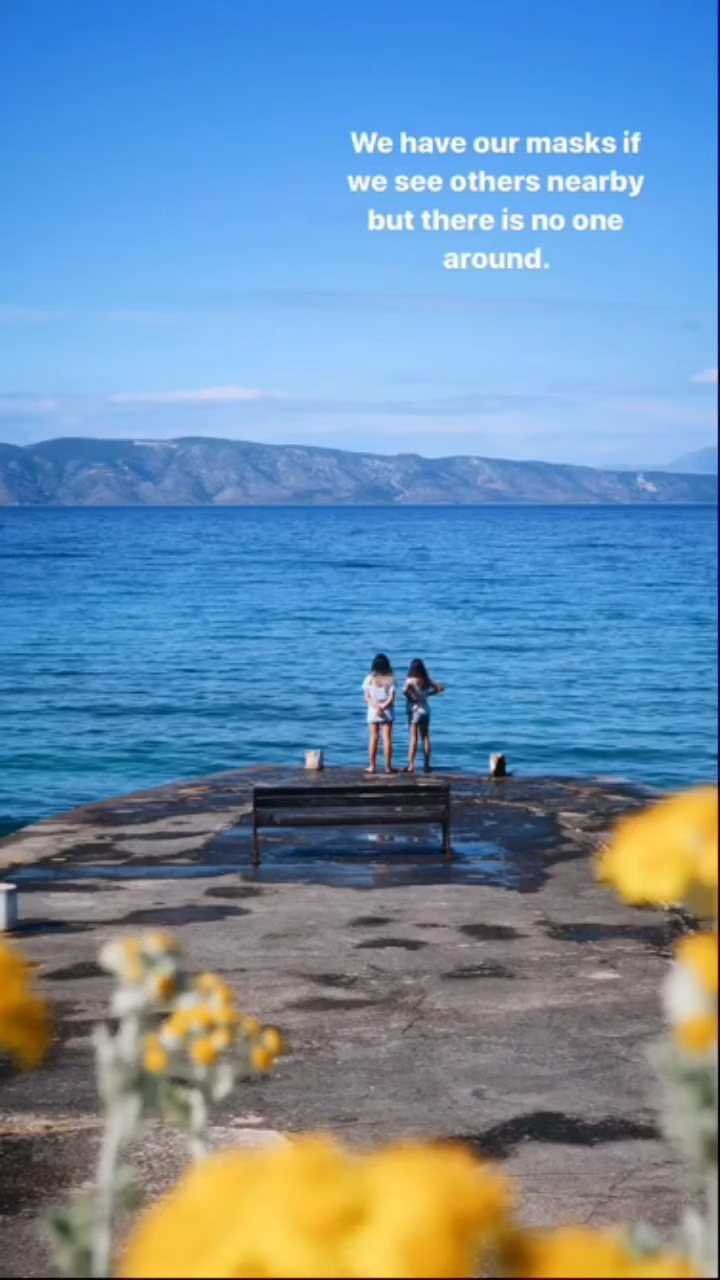 We have our masks if
we see others nearby
but there is no one
around.